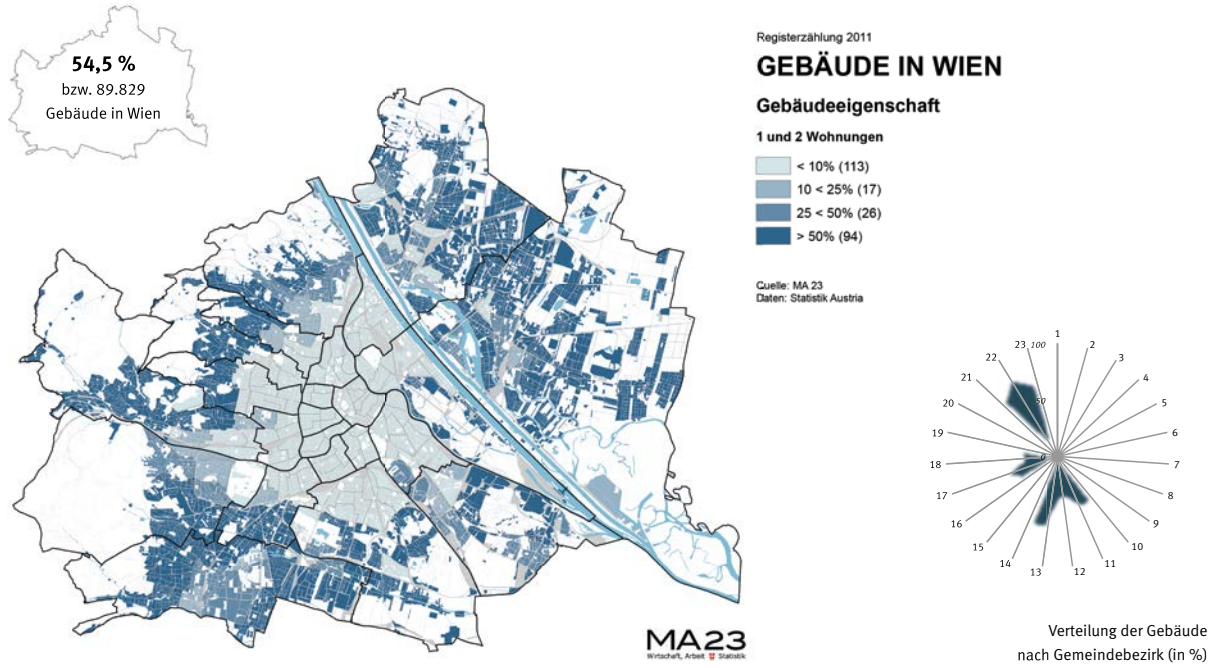 54,5 %
bzw. 89.829
Gebäude in Wien
Registerzählung 2011
GEBÄUDE IN WIEN
Gebäudeeigenschaft
1 und 2 Wohnungen
< 10% (113)
10 < 25% (17)
25 < 50% (26)
> 50% (94)
Quelle: MA 23
Daten: Statistik Austria
MA23
Wirtschaft, Arbeit Statistik
1
2
3
4
5
6
7
8
9
10
11
12
13
14
15
16
17
18
19
20
21
22
23
100
50
0
Verteilung der Gebäude
nach Gemeindebezirk (in %)